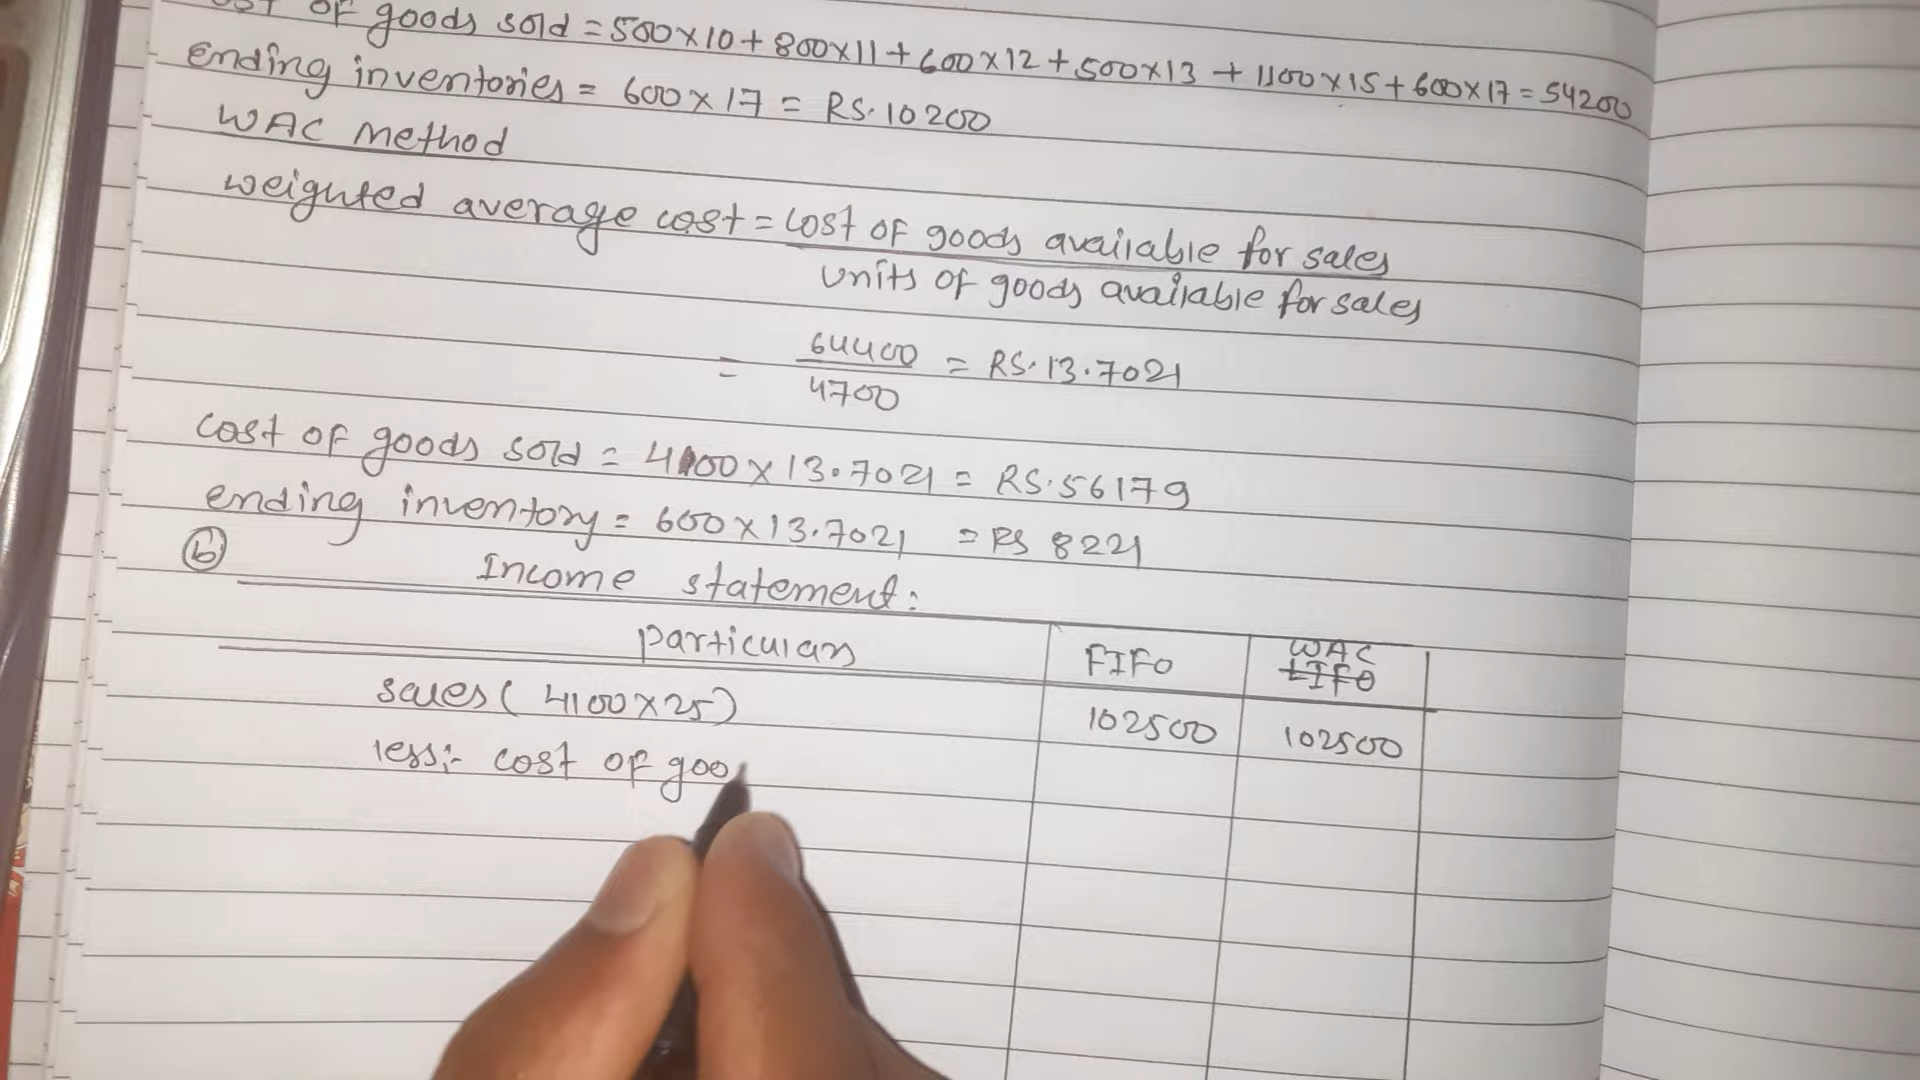 of goods sold = 500×10 + 800×11 + 600×12 + 500×13 + 1100×15 + 600×17 = 54200
Ending inventories = 600×17 = RS. 10200
WAC Method
weighted average cost = cost of goods available for sales
units of goods available for sales
= 64400 = RS. 13.7021
4700
cost of goods sold = 4100×13.7021 = RS. 56179
ending inventory = 600×13.7021 = RS 8221
(b) Income statement:
particulars FIFO WAC
LIFO
sales (4100×25) 102500 102500
less:- cost of goo